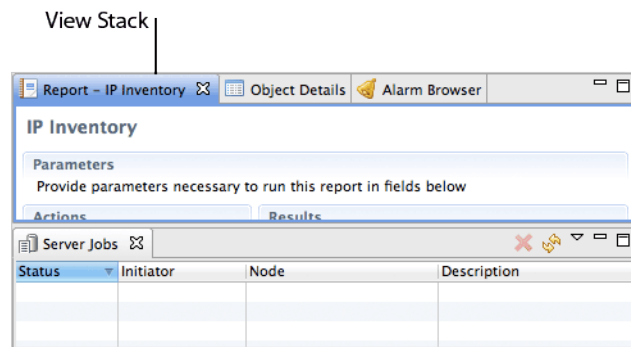 View Stack
Report – IP Inventory Object Details Alarm Browser
IP Inventory
Parameters
Provide parameters necessary to run this report in fields below
Actions Results
Server Jobs
Status Initiator Node Description